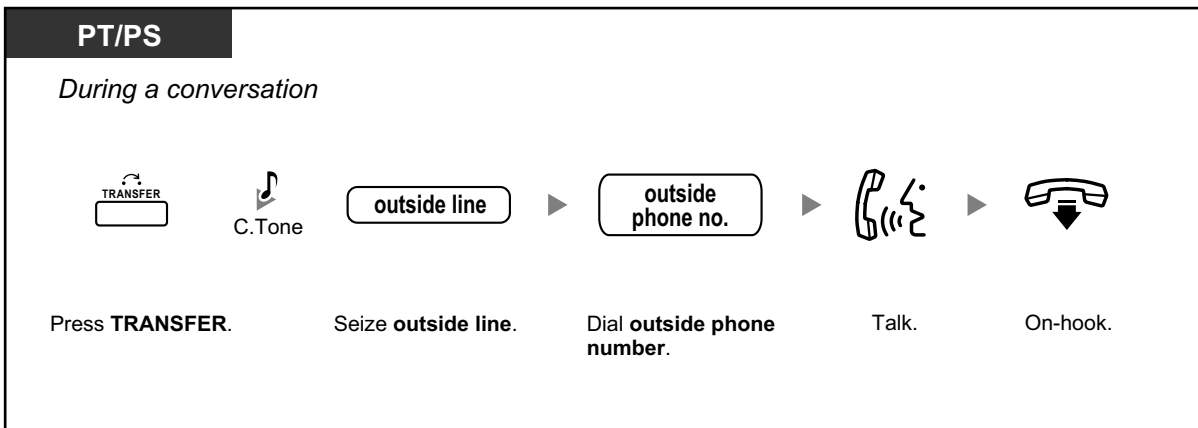 PT/PS
During a conversation
TRANSFER
C.Tone
outside line
outside
phone no.
Press TRANSFER.
Seize outside line.
Dial outside phone
number.
Talk.
On-hook.